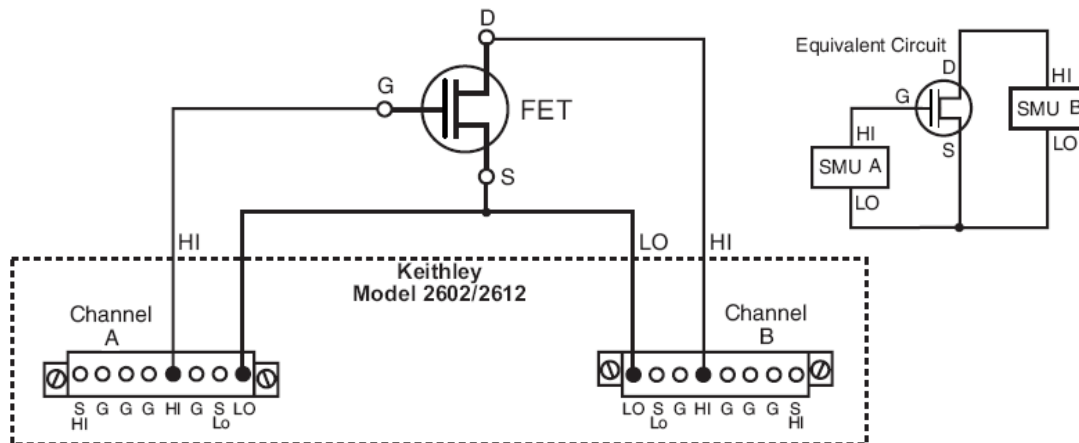 D
G
FET
S
HI
LO
HI
Keithley
Model 2602/2612
Channel
A
S
HI
G
G
G
HI
G
S
Lo
LO
Channel
B
LO
S
Lo
G
HI
G
G
G
S
HI
Equivalent Circuit
D
G
S
HI
SMU A
LO
HI
SMU B
LO